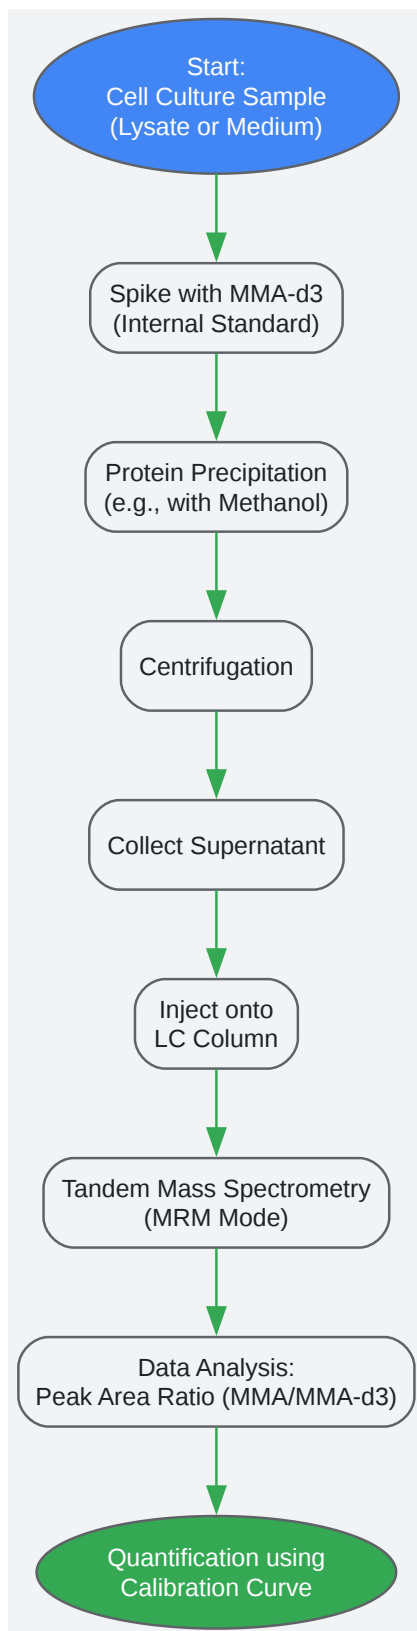 Start:
Cell Culture Sample
(Lysate or Medium)
Spike with MMA-d3
(Internal Standard)
Protein Precipitation
(e.g., with Methanol)
Centrifugation
Collect Supernatant
Inject onto
LC Column
Tandem Mass Spectrometry
(MRM Mode)
Data Analysis:
Peak Area Ratio (MMA/MMA-d3)
Quantification using
Calibration Curve